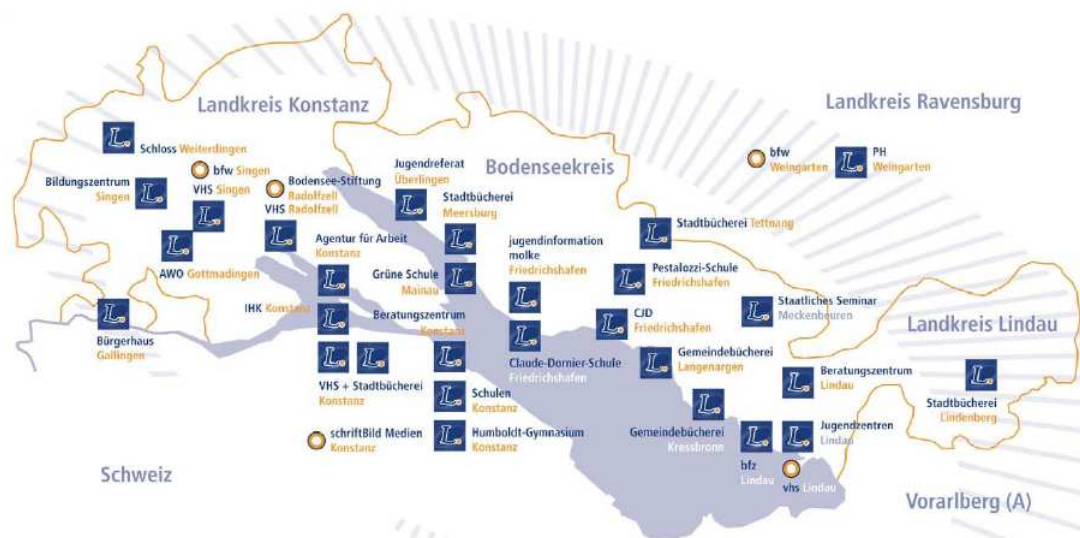 Landkreis Konstanz
Landkreis Ravensburg
Schloss Weiterdingen
bfw Singen
Bildungszentrum
Singen
VHS Singen
Bodensee-Stiftung
Radolfzell
VHS Radolfzell
AWO Gottmadingen
Bodenseekreis
Jugendreferat
Überlingen
Stadtbücherei
Meersburg
bfw
Weingarten
PH
Weingarten
Stadtbücherei Tettnang
Agentur für Arbeit
Konstanz
jugendinformation
molke
Friedrichshafen
Grüne Schule
Mainau
Pestalozzi-Schule
Friedrichshafen
IHK Konstanz
Beratungszentrum
Konstanz
CJD
Friedrichshafen
Staatliches Seminar
Meckenbeuren
Landkreis Lindau
Bürgerhaus
Gailingen
Claude-Dornier-Schule
Friedrichshafen
Gemeindebücherei
Langenargen
VHS + Stadtbücherei
Konstanz
Schulen
Konstanz
Beratungszentrum
Lindau
Stadtbücherei
Lindenberg
schriftBild Medien
Konstanz
Humboldt-Gymnasium
Konstanz
Gemeindebücherei
Kressbronn
Jugendzentren
Lindau
bfz
Lindau
vhs Lindau
Schweiz
Vorarlberg (A)